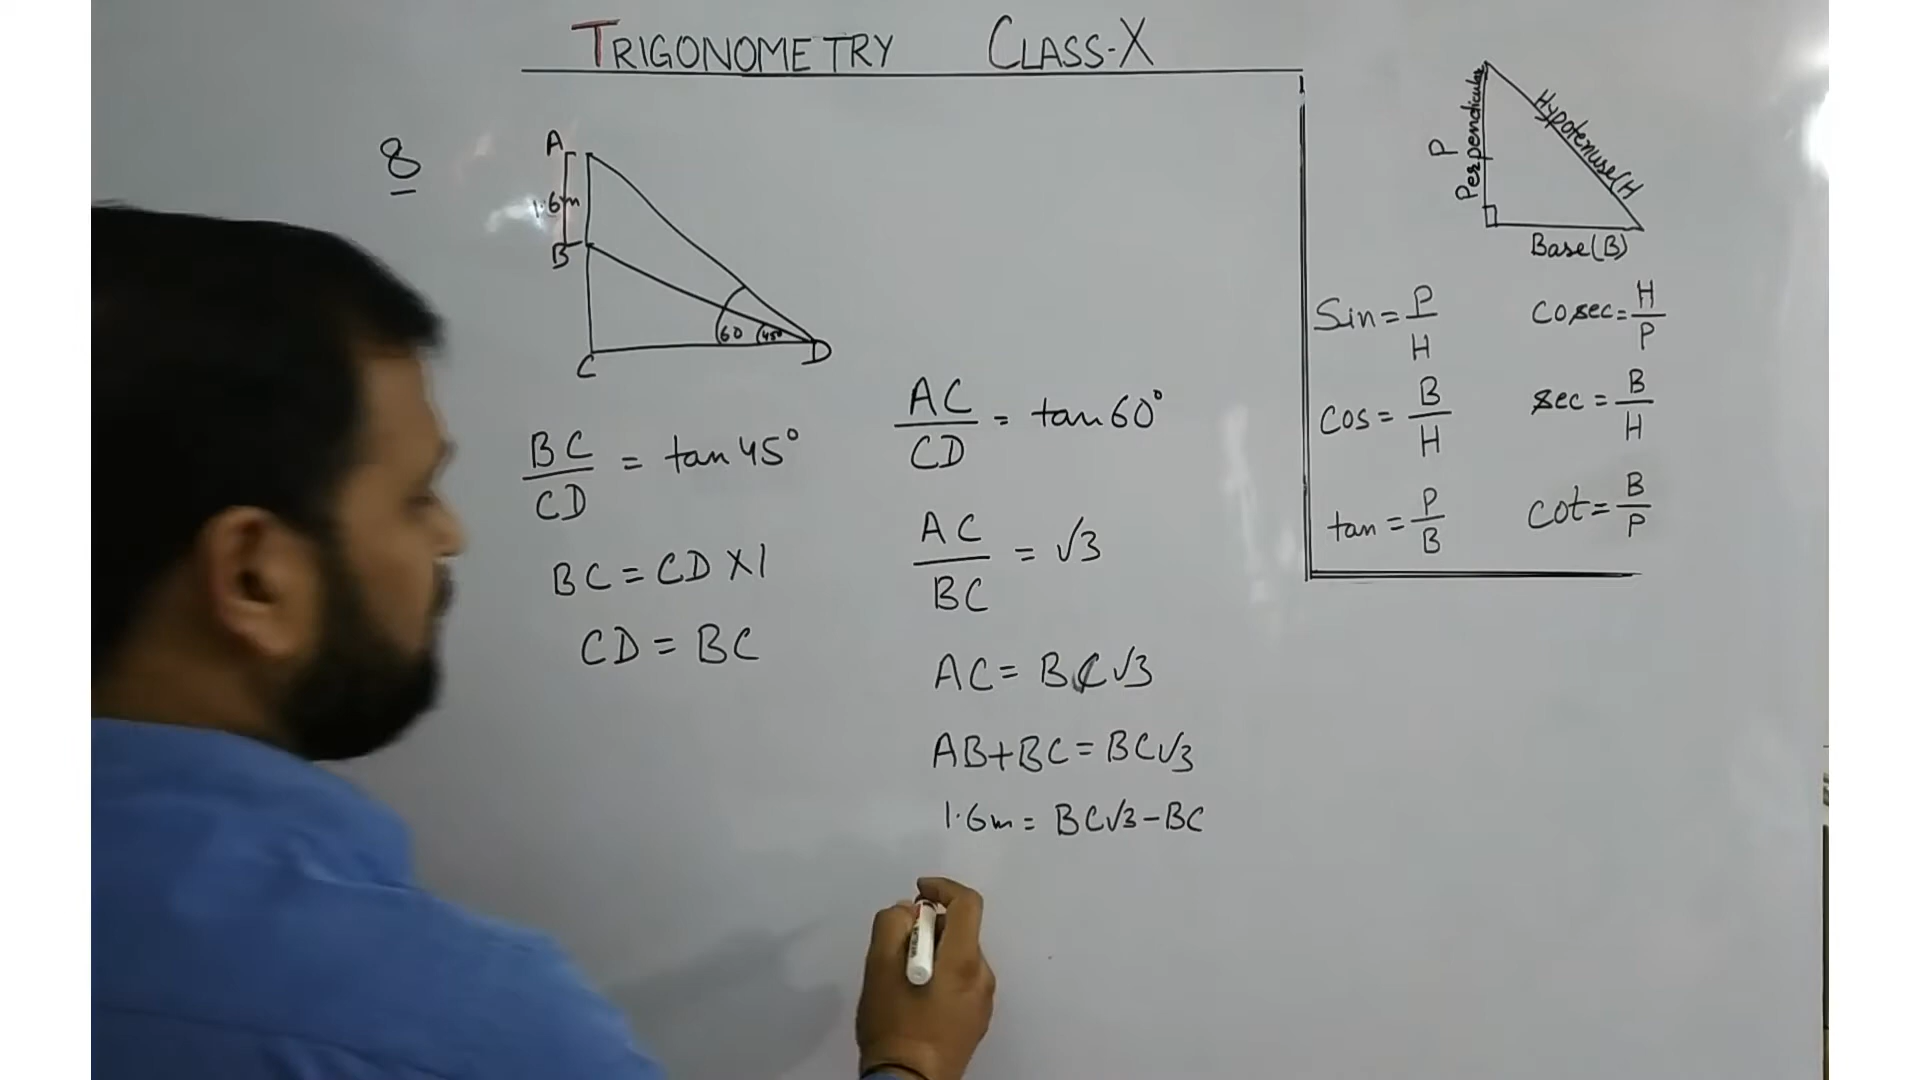 TRIGONOMETRY CLASS-X
8
A
1.6m
B
60 45°
C
D
BC/CD = tan 45°
BC = CD X 1
CD = BC
AC/CD = tan 60°
AC/BC = √3
AC = BC√3
AB + BC = BC√3
1.6m = BC√3 - BC
P
Perpendicular
Hypotenuse(H
Base(B)
Sin = P/H
cosec = H/P
cos = B/H
sec = B/H
tan = P/B
cot = B/P